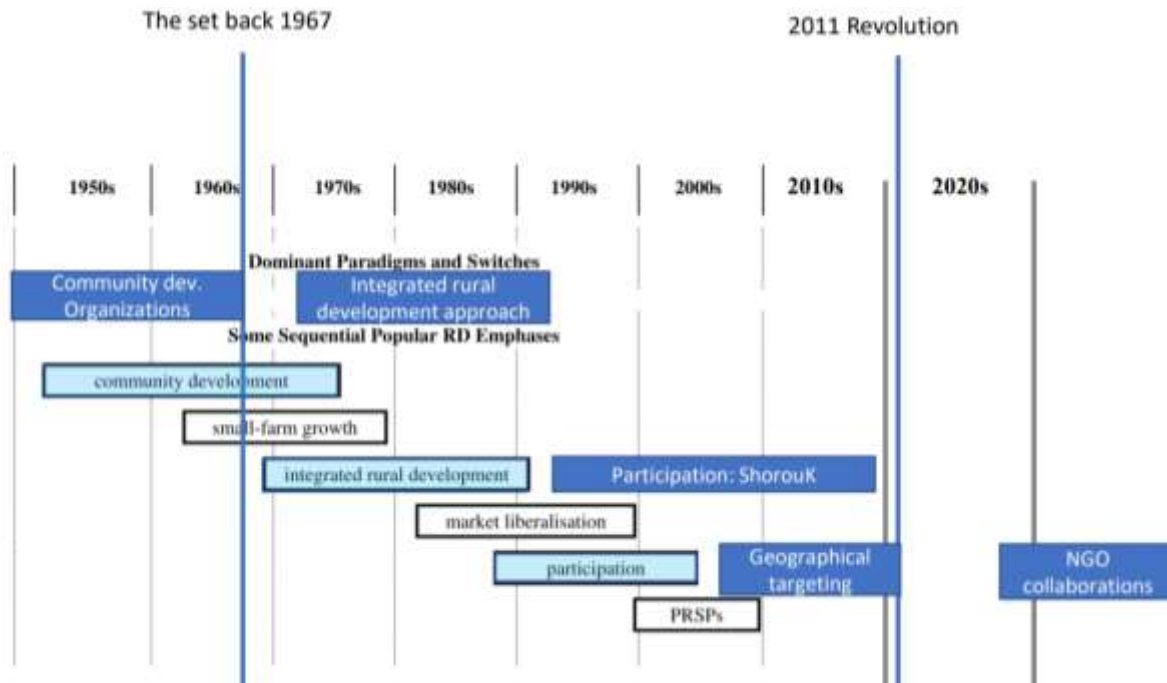 The set back 1967
2011 Revolution
1950s 1960s 1970s 1980s 1990s 2000s 2010s 2020s
Dominant Paradigms and Switches
Community dev.
Organizations
Integrated rural
development approach
Some Sequential Popular RD Emphases
community development
small-farm growth
integrated rural development
Participation: ShorouK
market liberalisation
participation
Geographical
targeting
NGO
collaborations
PRSPs